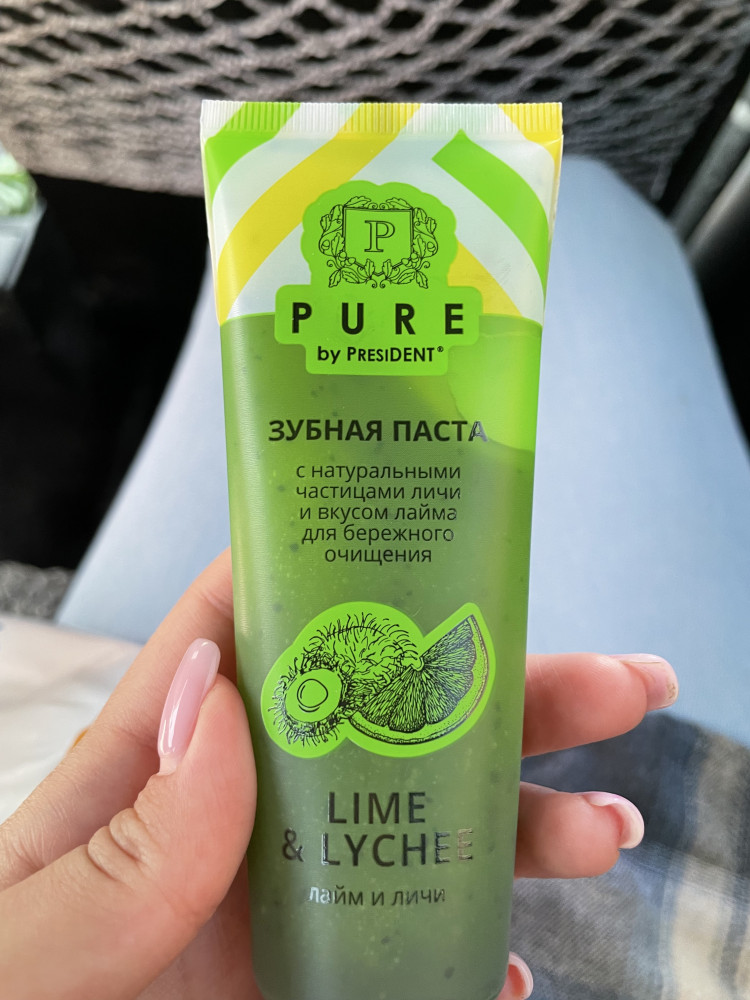 P
PURE
by PRESIDENT®
ЗУБНАЯ ПАСТА
с натуральными
частицами личи
и вкусом лайма
для бережного
очищения
LIME
& LYCHEE
лайм и личи